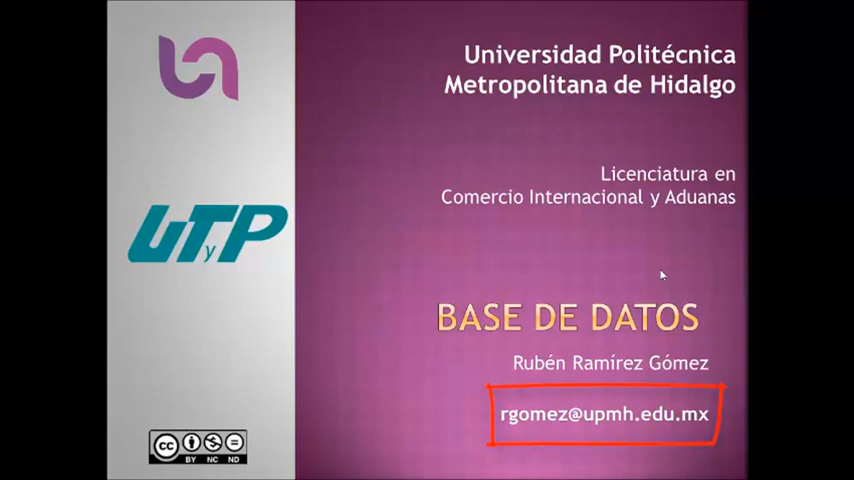 Universidad Politécnica
Metropolitana de Hidalgo
Licenciatura en
Comercio Internacional y Aduanas
UTyP
BASE DE DATOS
Rubén Ramírez Gómez
rgomez@upmh.edu.mx
cc
BY NC ND